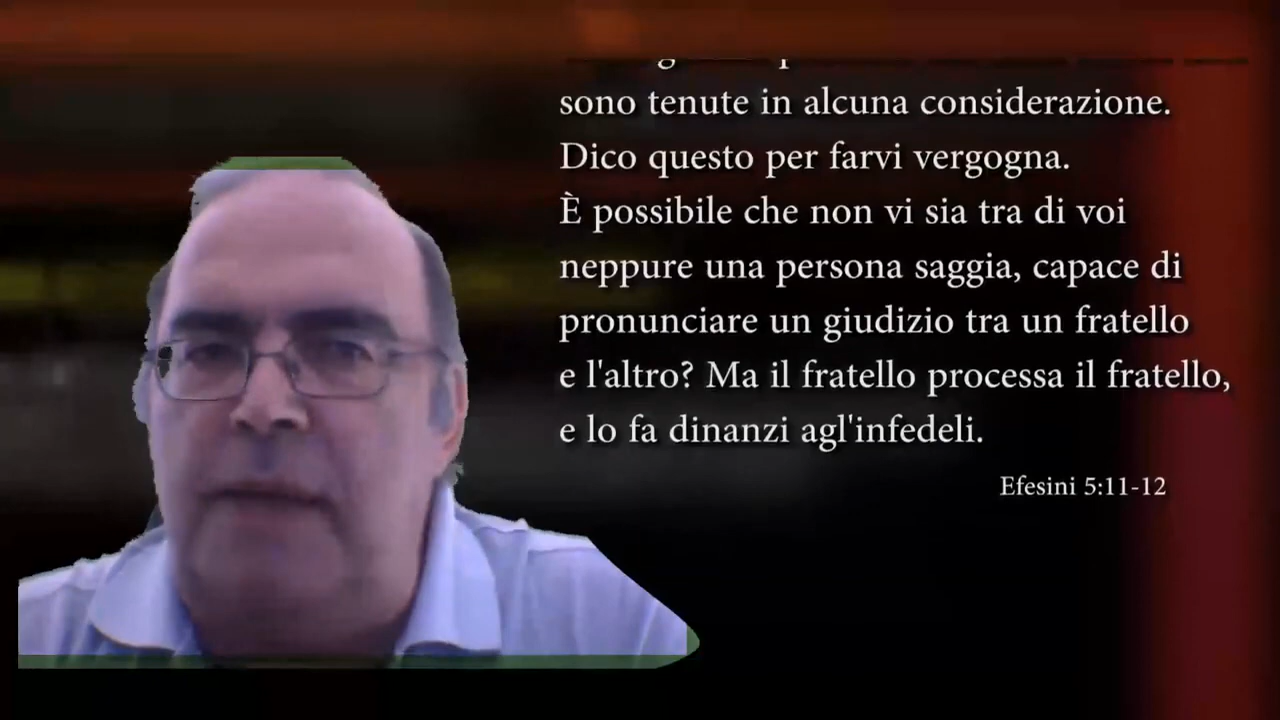 sono tenute in alcuna considerazione.
Dico questo per farvi vergogna.
È possibile che non vi sia tra di voi
neppure una persona saggia, capace di
pronunciare un giudizio tra un fratello
e l'altro? Ma il fratello processa il fratello,
e lo fa dinanzi agl'infedeli.
Efesini 5:11-12